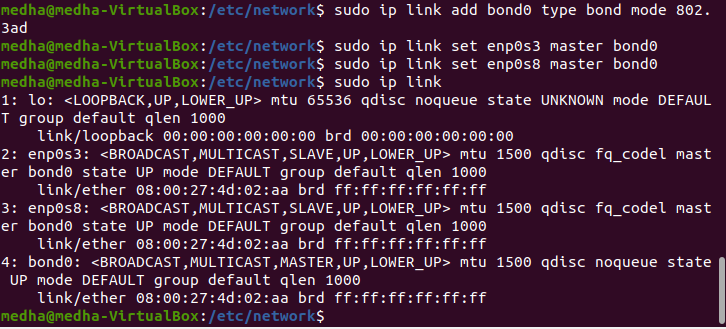 medha@medha-VirtualBox:/etc/network$ sudo ip link add bond0 type bond mode 802.
3ad
medha@medha-VirtualBox:/etc/network$ sudo ip link set enp0s3 master bond0
medha@medha-VirtualBox:/etc/network$ sudo ip link set enp0s8 master bond0
medha@medha-VirtualBox:/etc/network$ sudo ip link
1: lo: <LOOPBACK,UP,LOWER_UP> mtu 65536 qdisc noqueue state UNKNOWN mode DEFAUL
T group default qlen 1000
    link/loopback 00:00:00:00:00:00 brd 00:00:00:00:00:00
2: enp0s3: <BROADCAST,MULTICAST,SLAVE,UP,LOWER_UP> mtu 1500 qdisc fq_codel mast
er bond0 state UP mode DEFAULT group default qlen 1000
    link/ether 08:00:27:4d:02:aa brd ff:ff:ff:ff:ff:ff
3: enp0s8: <BROADCAST,MULTICAST,SLAVE,UP,LOWER_UP> mtu 1500 qdisc fq_codel mast
er bond0 state UP mode DEFAULT group default qlen 1000
    link/ether 08:00:27:4d:02:aa brd ff:ff:ff:ff:ff:ff
4: bond0: <BROADCAST,MULTICAST,MASTER,UP,LOWER_UP> mtu 1500 qdisc noqueue state
 UP mode DEFAULT group default qlen 1000
    link/ether 08:00:27:4d:02:aa brd ff:ff:ff:ff:ff:ff
medha@medha-VirtualBox:/etc/network$